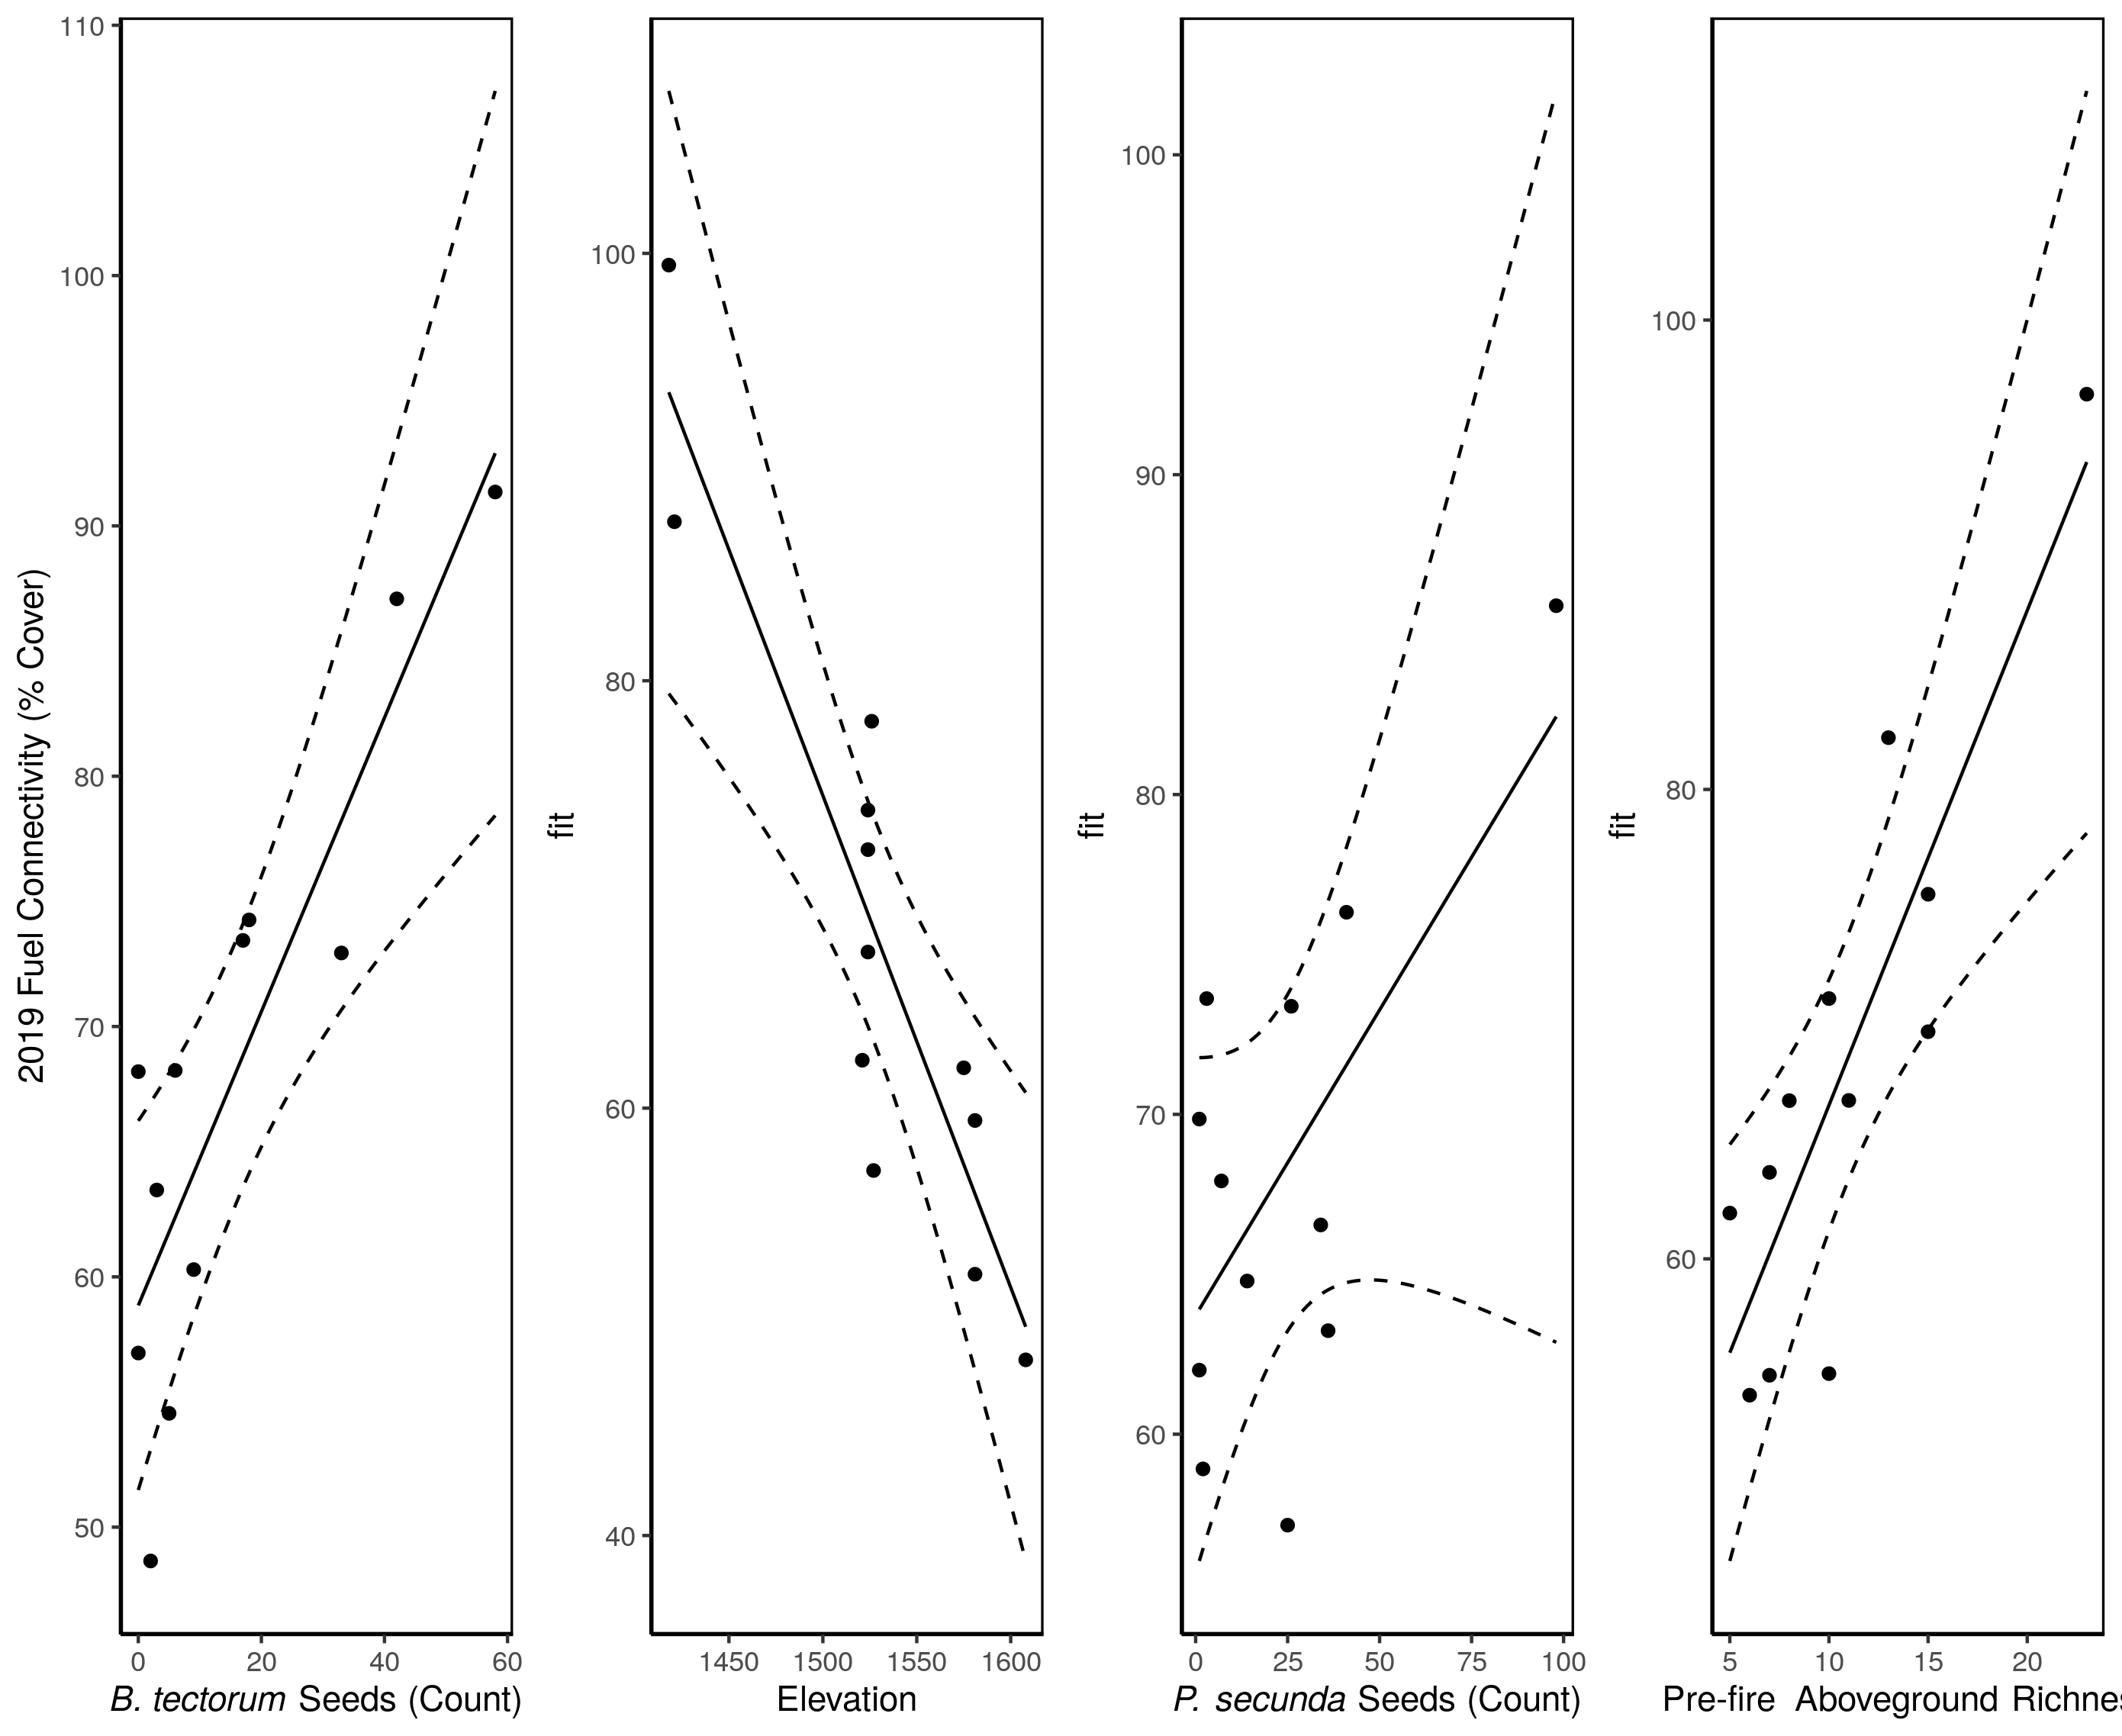 2019 Fuel Connectivity (% Cover)
110
100
90
80
70
60
50
0 20 40 60
B. tectorum Seeds (Count)
fit
100
80
60
40
1450 1500 1550 1600
Elevation
fit
100
90
80
70
60
0 25 50 75 100
P. secunda Seeds (Count)
fit
100
80
60
5 10 15 20
Pre-fire Aboveground Richnes